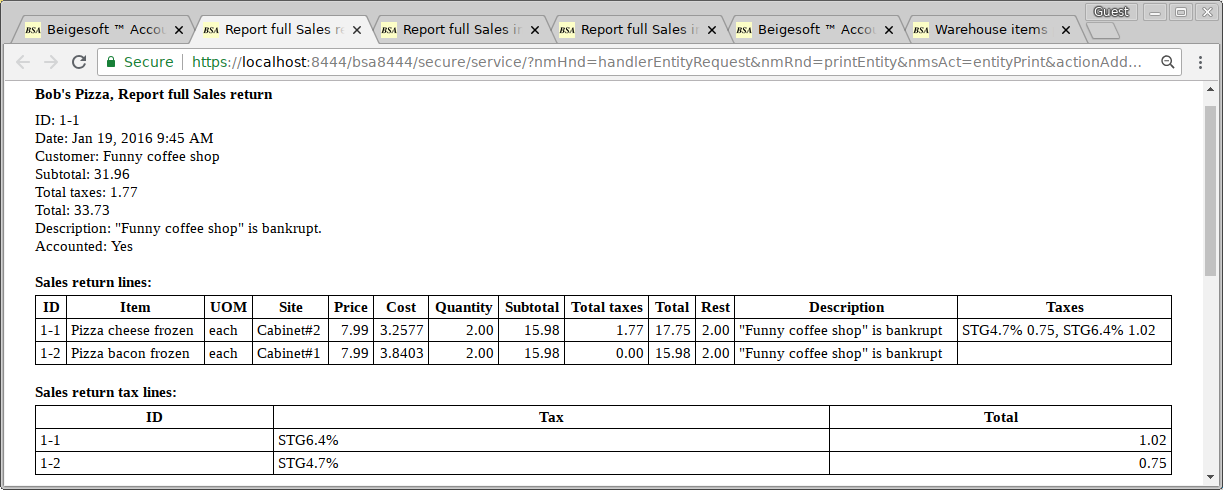 Guest
BSA Beigesoft ™ Accou
BSA Report full Sales re
BSA Report full Sales in
BSA Report full Sales in
BSA Beigesoft ™ Accou
BSA Warehouse items
Secure https://localhost:8444/bsa8444/secure/service/?nmHnd=handlerEntityRequest&nmRnd=printEntity&nmsAct=entityPrint&actionAdd...
Bob's Pizza, Report full Sales return
ID: 1-1
Date: Jan 19, 2016 9:45 AM
Customer: Funny coffee shop
Subtotal: 31.96
Total taxes: 1.77
Total: 33.73
Description: "Funny coffee shop" is bankrupt.
Accounted: Yes
Sales return lines:
ID Item UOM Site Price Cost Quantity Subtotal Total taxes Total Rest Description Taxes
1-1 Pizza cheese frozen each Cabinet#2 7.99 3.2577 2.00 15.98 1.77 17.75 2.00 "Funny coffee shop" is bankrupt STG4.7% 0.75, STG6.4% 1.02
1-2 Pizza bacon frozen each Cabinet#1 7.99 3.8403 2.00 15.98 0.00 15.98 2.00 "Funny coffee shop" is bankrupt
Sales return tax lines:
ID Tax Total
1-1 STG6.4% 1.02
1-2 STG4.7% 0.75